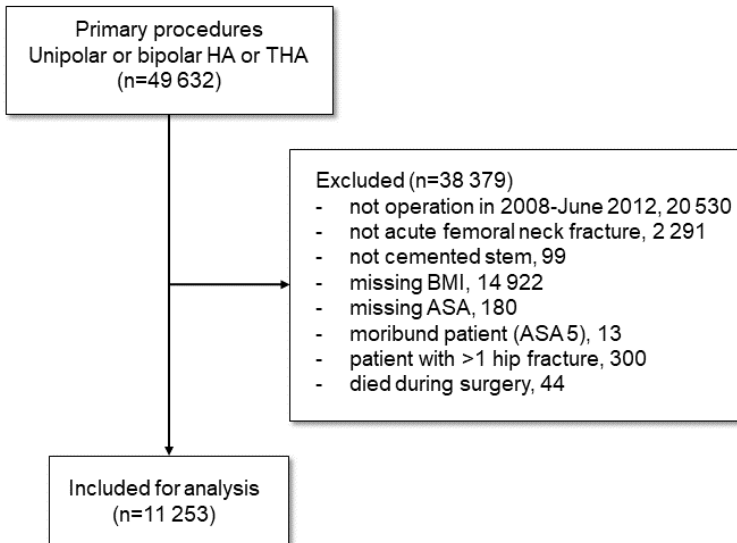 Primary procedures
Unipolar or bipolar HA or THA
(n=49 632)
Excluded (n=38 379)
- not operation in 2008-June 2012, 20 530
- not acute femoral neck fracture, 2 291
- not cemented stem, 99
- missing BMI, 14 922
- missing ASA, 180
- moribund patient (ASA 5), 13
- patient with >1 hip fracture, 300
- died during surgery, 44
Included for analysis
(n=11 253)